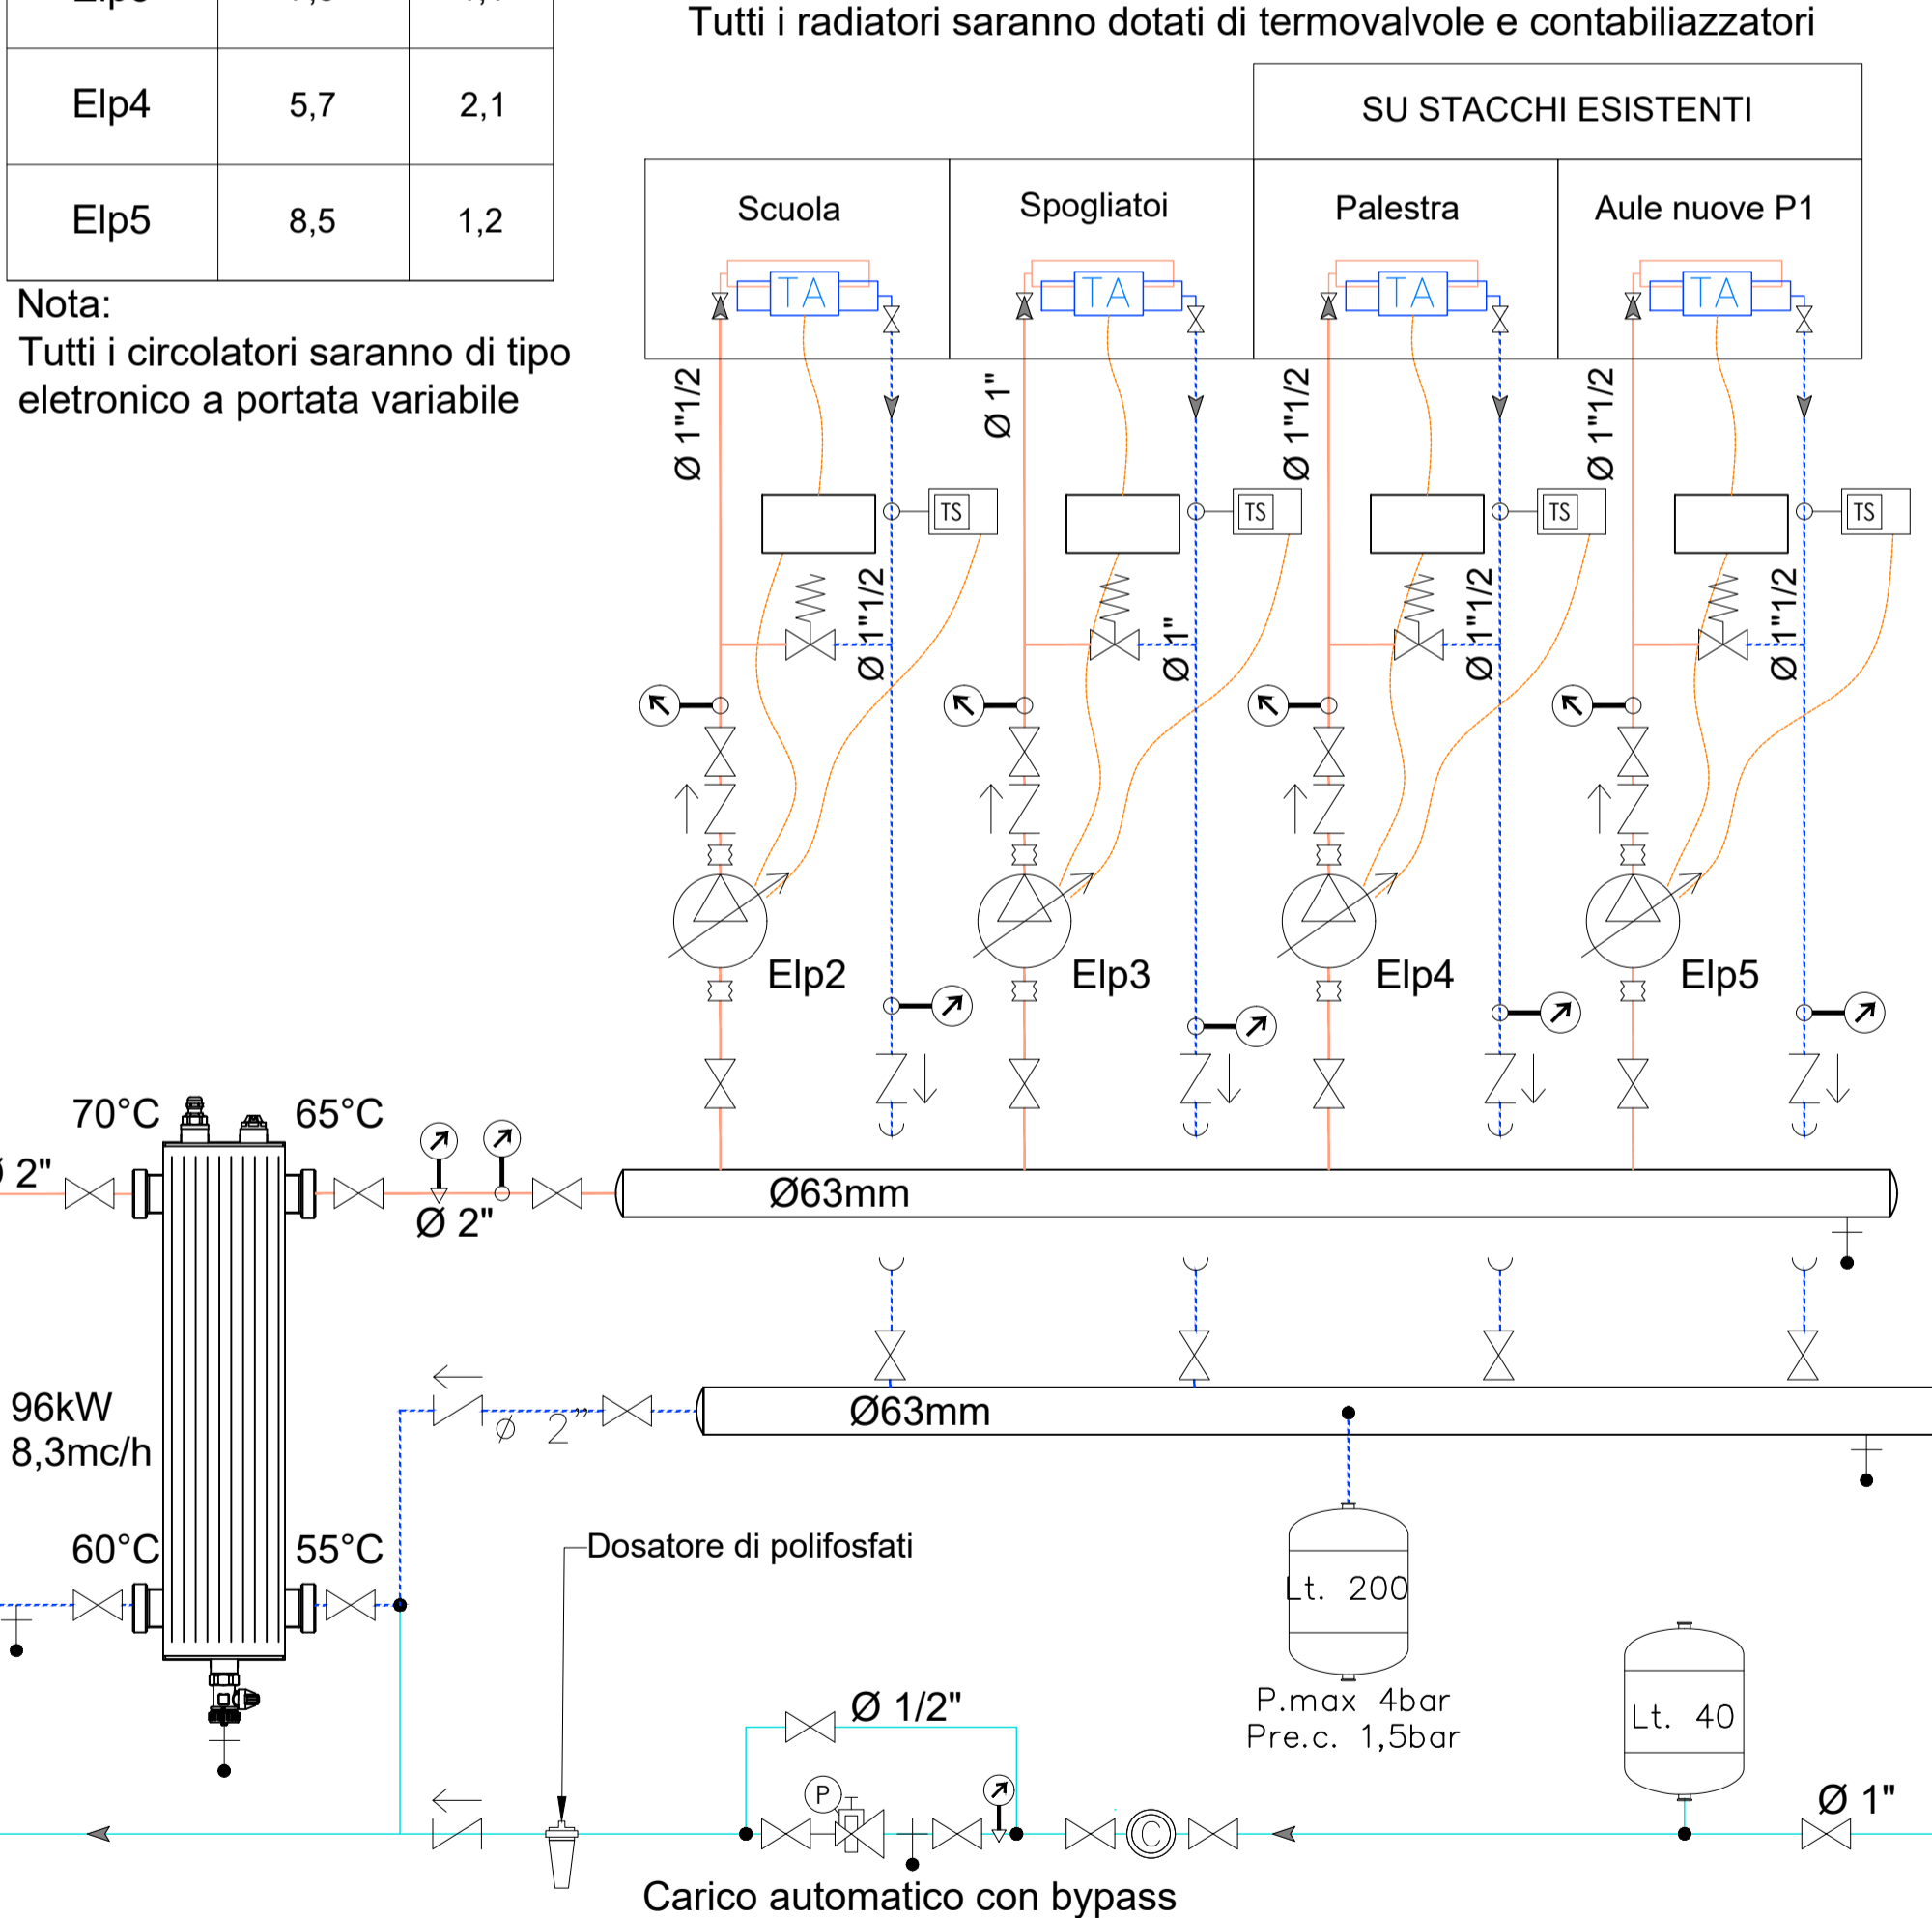 Tutti i radiatori saranno dotati di termovalvole e contabiliazzatori
Elp4 5,7 2,1
Elp5 8,5 1,2
Nota:
Tutti i circolatori saranno di tipo
eletronico a portata variabile
SU STACCHI ESISTENTI
Scuola Spogliatoi Palestra Aule nuove P1
TA TA TA TA
Ø 1"1/2 Ø 1" Ø 1"1/2 Ø 1"1/2
TS TS TS TS
Ø 1"1/2 Ø 1" Ø 1"1/2 Ø 1"1/2
Elp2 Elp3 Elp4 Elp5
70°C 65°C
Ø 2"
Ø 2"
Ø63mm
96kW
8,3mc/h
Ø 2"
Ø63mm
60°C 55°C
Dosatore di polifosfati
Lt. 200
P.max 4bar
Pre.c. 1,5bar
Lt. 40
Ø 1/2"
P
C
Ø 1"
Carico automatico con bypass